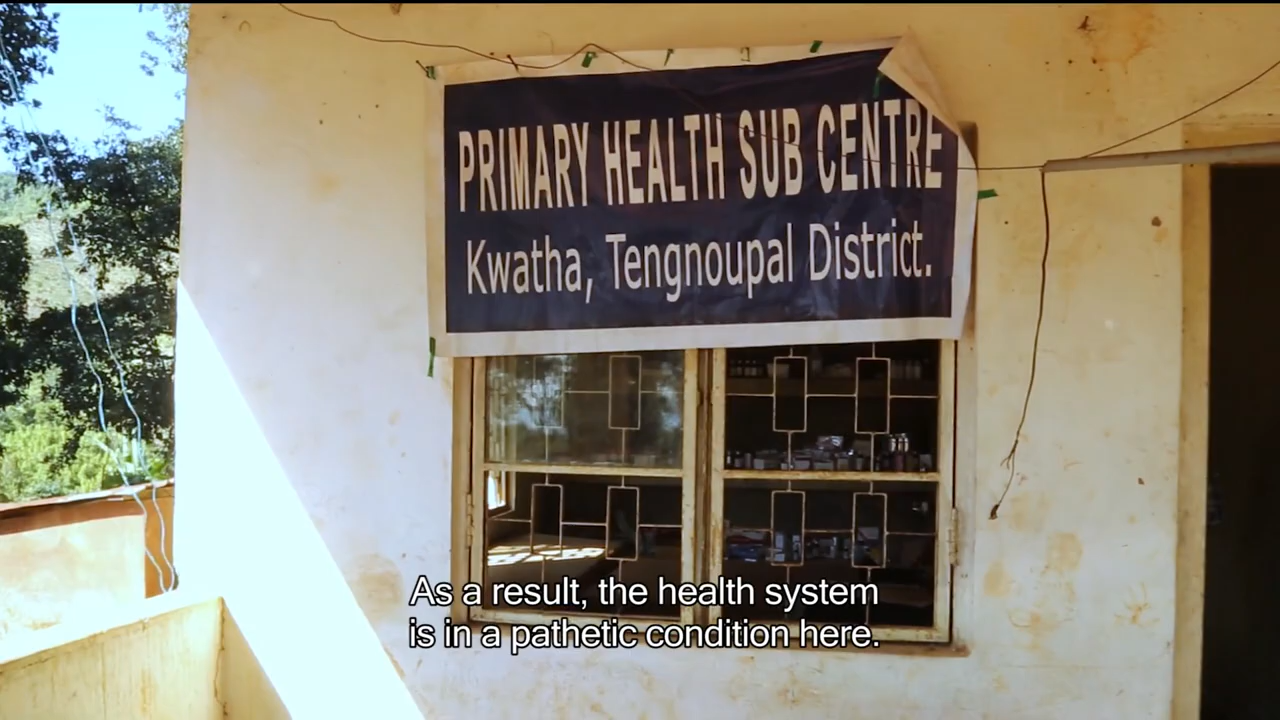 PRIMARY HEALTH SUB CENTRE
Kwatha, Tengnoupal District.
As a result, the health system
is in a pathetic condition here.